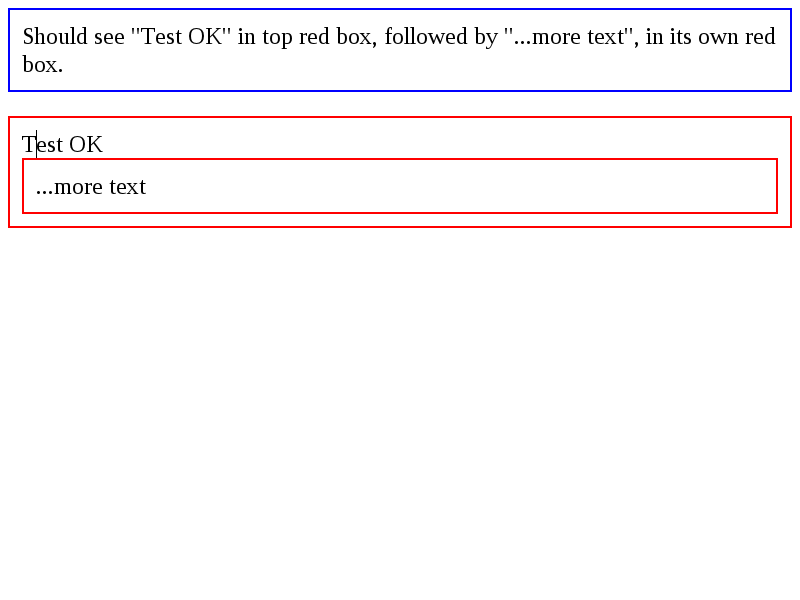 Should see "Test OK" in top red box, followed by "...more text", in its own red
box.
Test OK
...more text